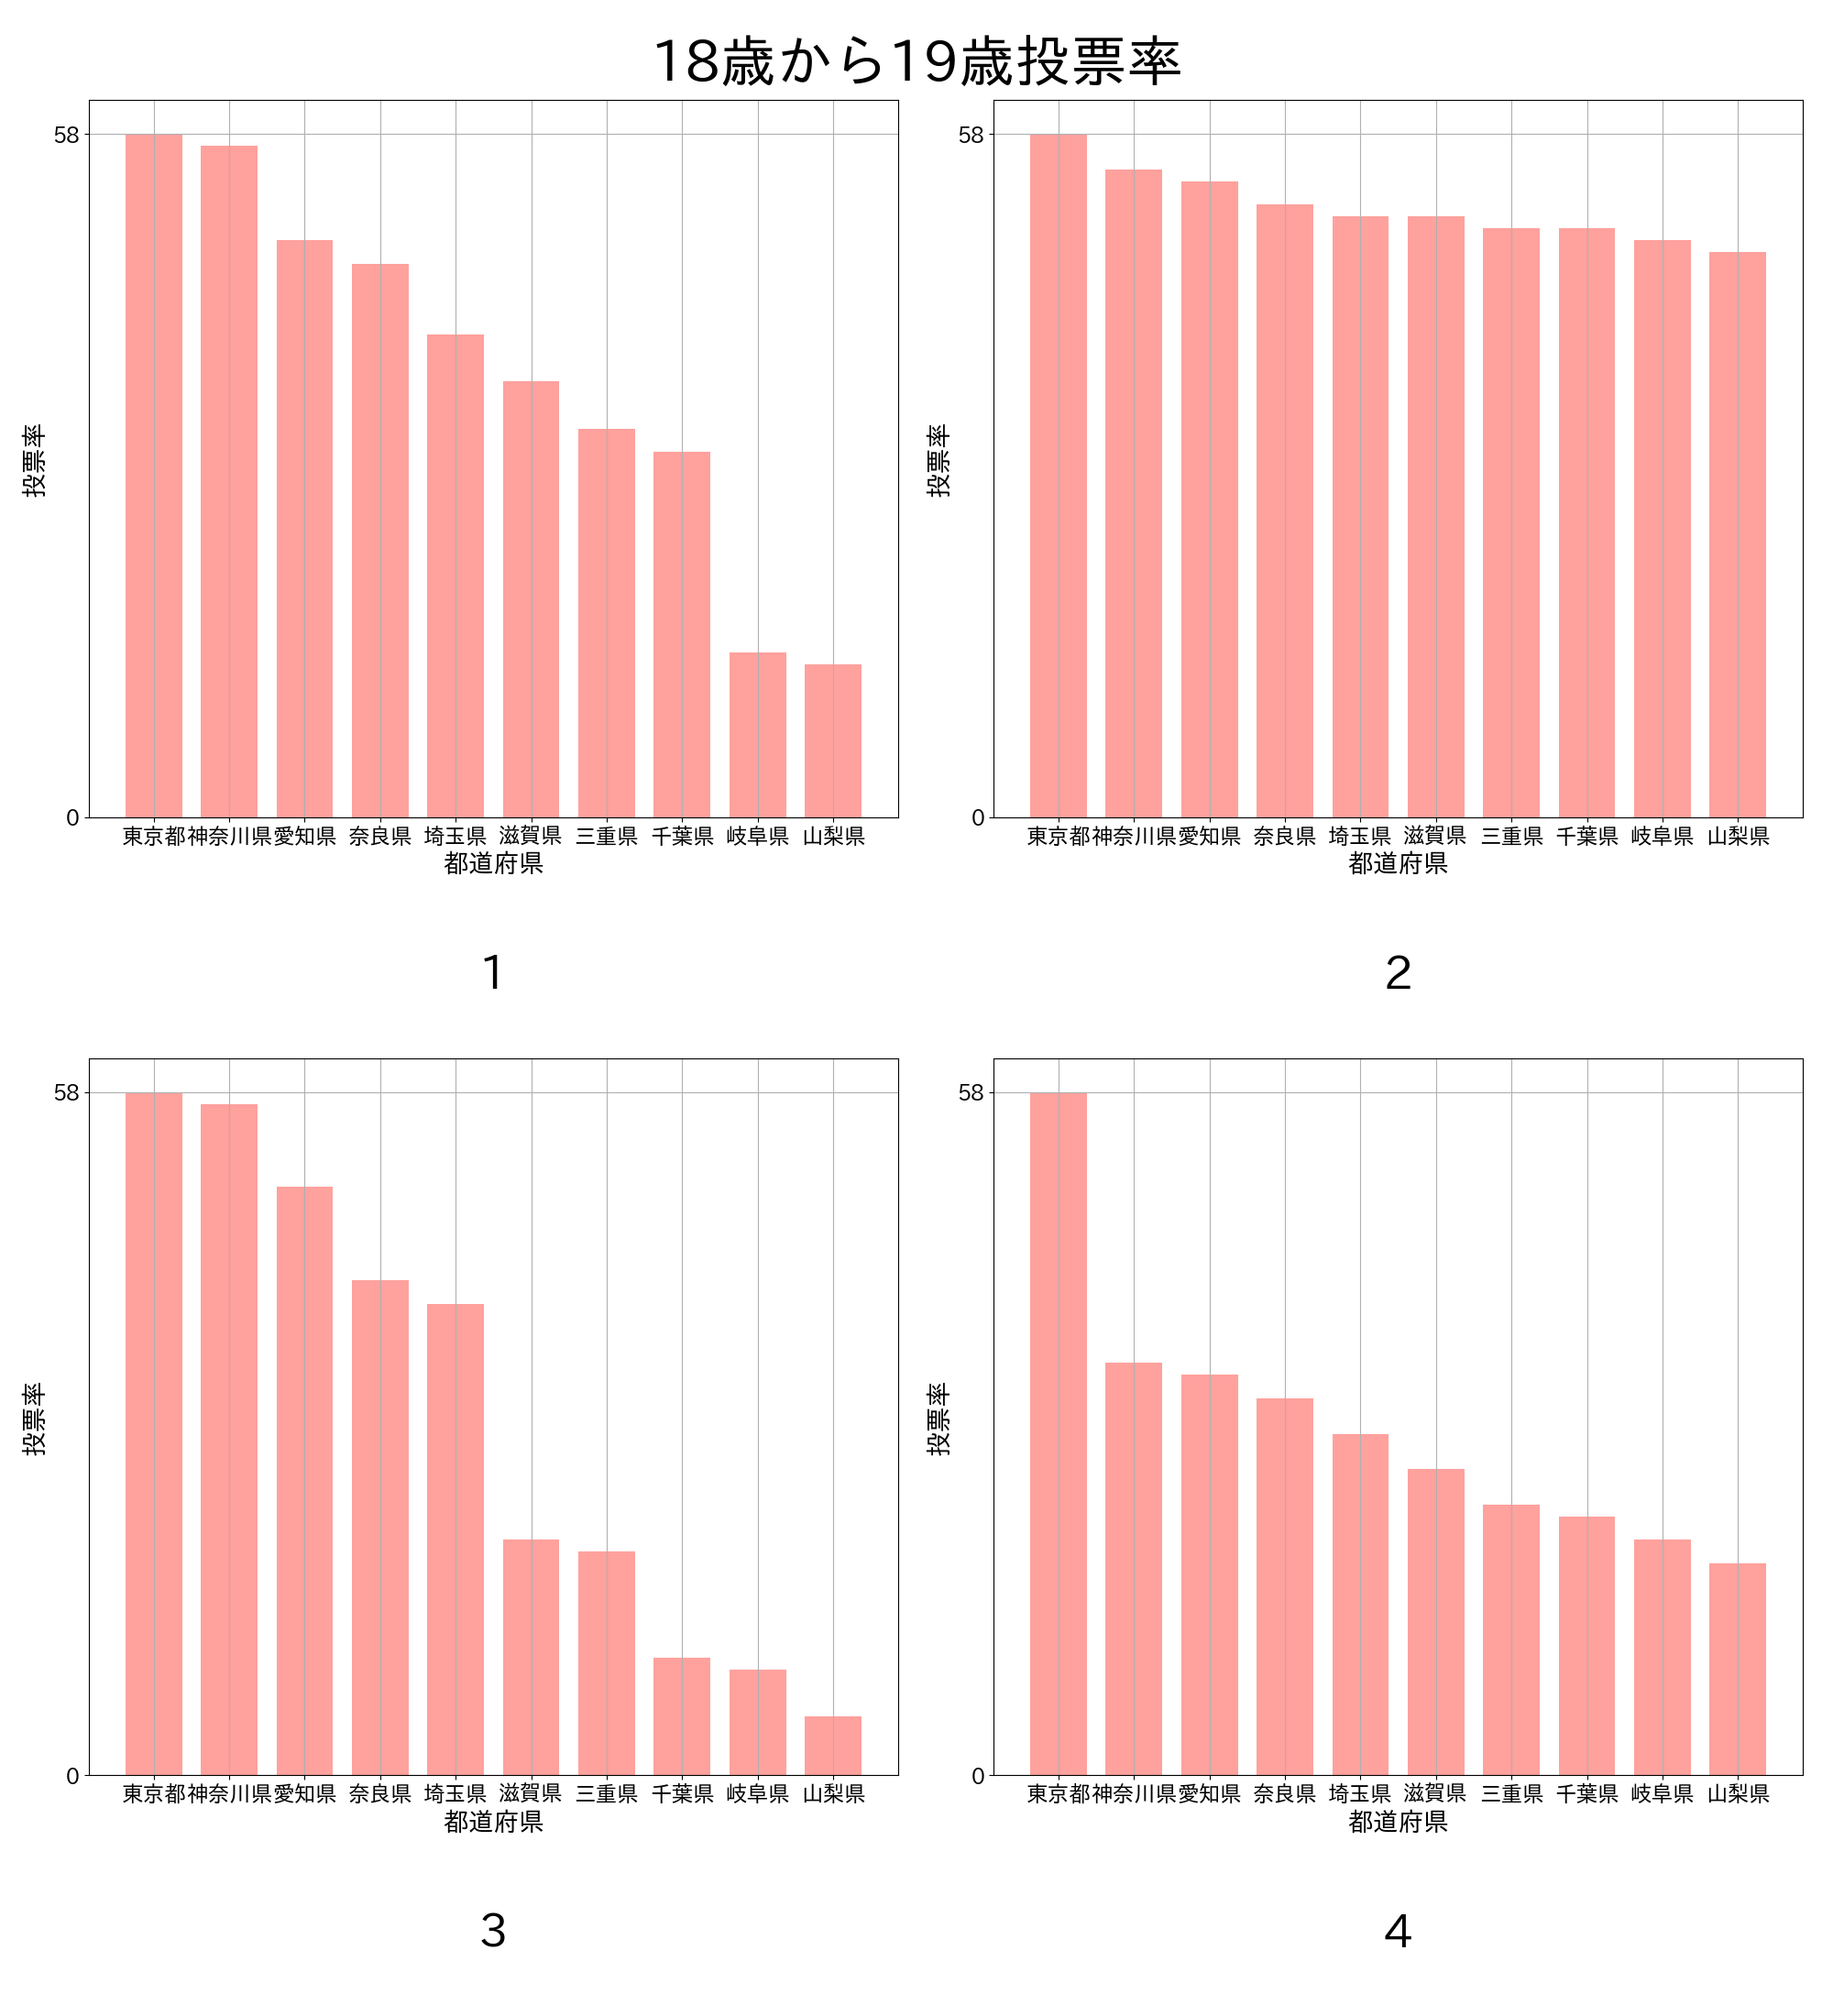 18歳から19歳投票率
58
0
投票率
東京都 神奈川県 愛知県 奈良県 埼玉県 滋賀県 三重県 千葉県 岐阜県 山梨県
都道府県
1
58
0
投票率
東京都 神奈川県 愛知県 奈良県 埼玉県 滋賀県 三重県 千葉県 岐阜県 山梨県
都道府県
2
58
0
投票率
東京都 神奈川県 愛知県 奈良県 埼玉県 滋賀県 三重県 千葉県 岐阜県 山梨県
都道府県
3
58
0
投票率
東京都 神奈川県 愛知県 奈良県 埼玉県 滋賀県 三重県 千葉県 岐阜県 山梨県
都道府県
4